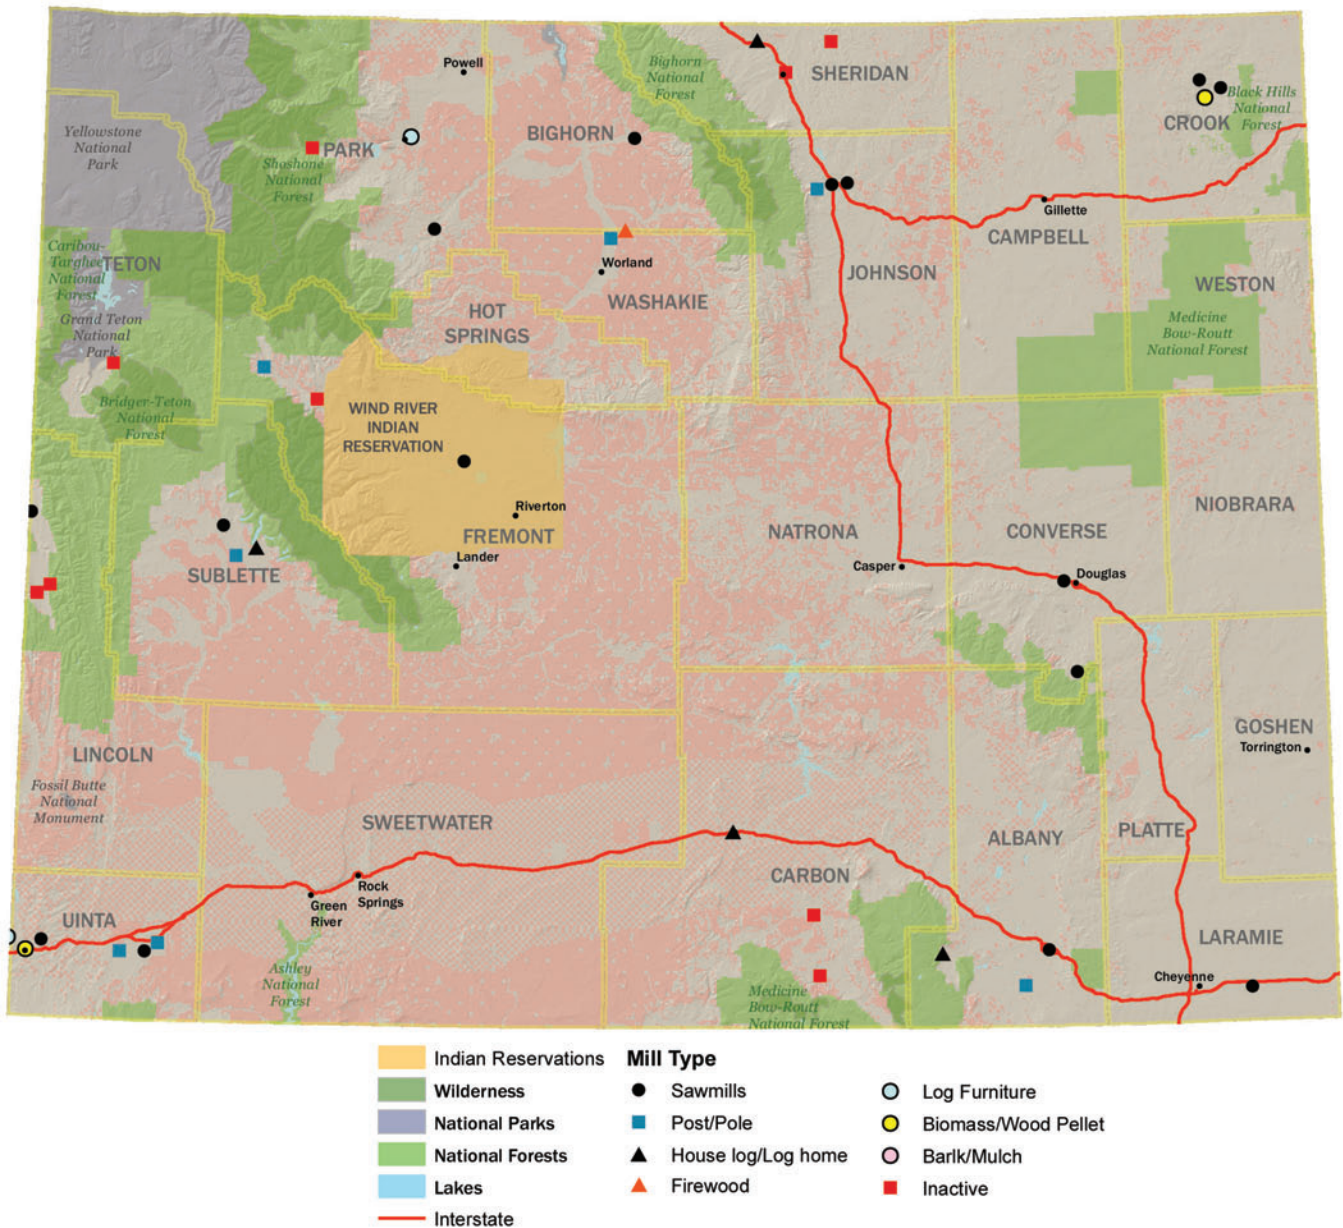 Powell
Bighorn
National
Forest
SHERIDAN
Yellowstone
National
Park
PARK
Shoshone
National
Forest
BIGHORN
CROOK
Black Hills
National
Forest
Gillette
CAMPBELL
Caribou-
Targhee
National
Forest
TETON
Worland
WASHAKIE
JOHNSON
WESTON
Grand Teton
National
Park
HOT
SPRINGS
Medicine
Bow-Routt
National Forest
Bridger-Teton
National
Forest
WIND RIVER
INDIAN
RESERVATION
Riverton
FREMONT
Lander
NATRONA
CONVERSE
NIOBRARA
SUBLETTE
Casper
Douglas
LINCOLN
GOSHEN
Torrington
Fossil Butte
National
Monument
SWEETWATER
ALBANY
PLATTE
CARBON
Rock
Springs
Green
River
UINTA
LARAMIE
Ashley
National
Forest
Medicine
Bow-Routt
National Forest
Cheyenne
Indian Reservations
Wilderness
National Parks
National Forests
Lakes
Interstate
Mill Type
Sawmills
Post/Pole
House log/Log home
Firewood
Log Furniture
Biomass/Wood Pellet
Barlk/Mulch
Inactive